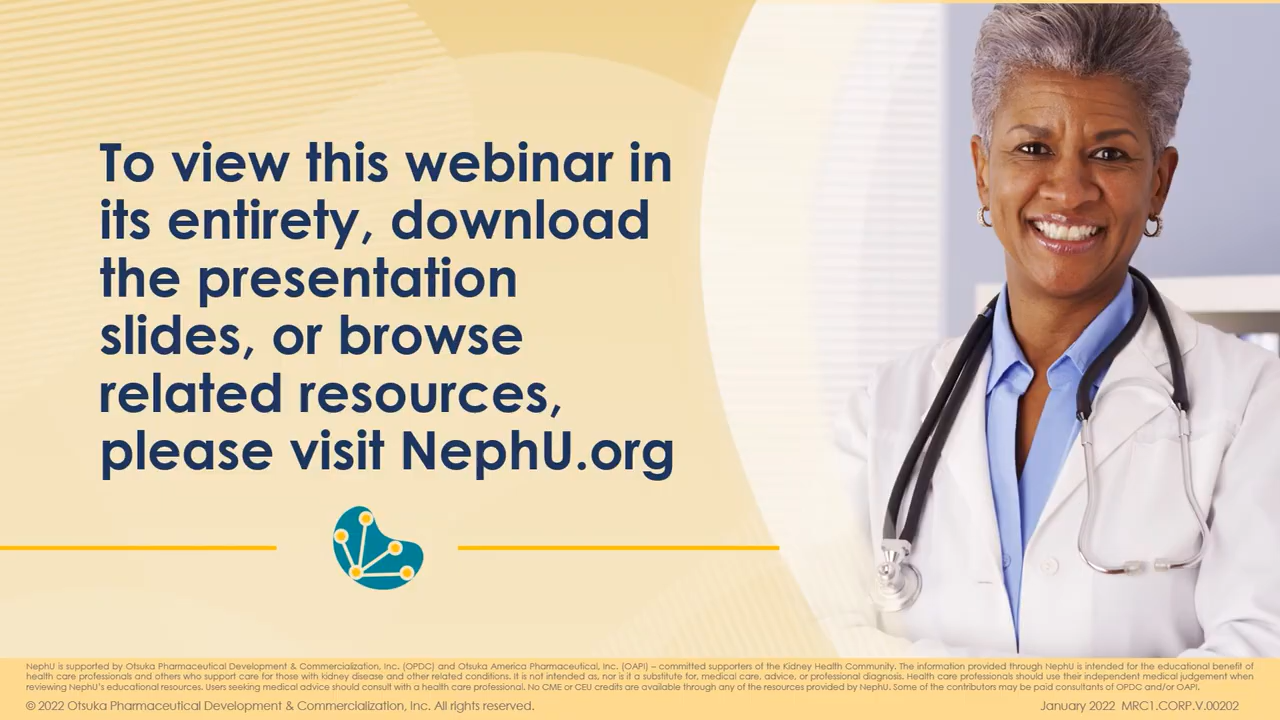 To view this webinar in
its entirety, download
the presentation
slides, or browse
related resources,
please visit NephU.org
NephU is supported by Otsuka Pharmaceutical Development & Commercialization, Inc. (OPDC) and Otsuka America Pharmaceutical, Inc. (OAPI) – committed supporters of the Kidney Health Community. The information provided through NephU is intended for the educational benefit of
health care professionals and others who support care for those with kidney disease and other related conditions. It is not intended as, nor is it a substitute for, medical care, advice, or professional diagnosis. Health care professionals should use their independent medical judgement when
reviewing NephU's educational resources. Users seeking medical advice should consult with a health care professional. No CME or CEU credits are available through any of the resources provided by NephU. Some of the contributors may be paid consultants of OPDC and/or OAPI.
© 2022 Otsuka Pharmaceutical Development & Commercialization, Inc. All rights reserved.
January 2022 MRC1.CORP.V.00202